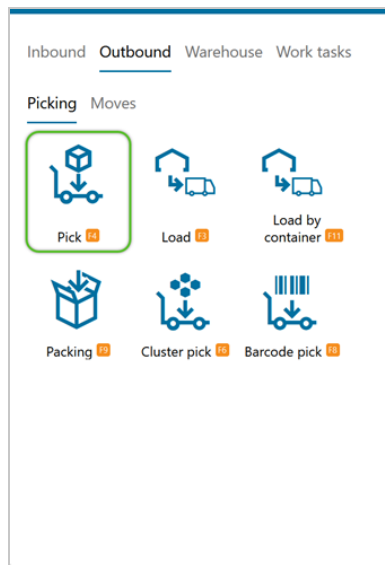 Inbound Outbound Warehouse Work tasks
Picking Moves
Pick F4
Load F3
Load by
container F11
Packing F9
Cluster pick F6
Barcode pick F8